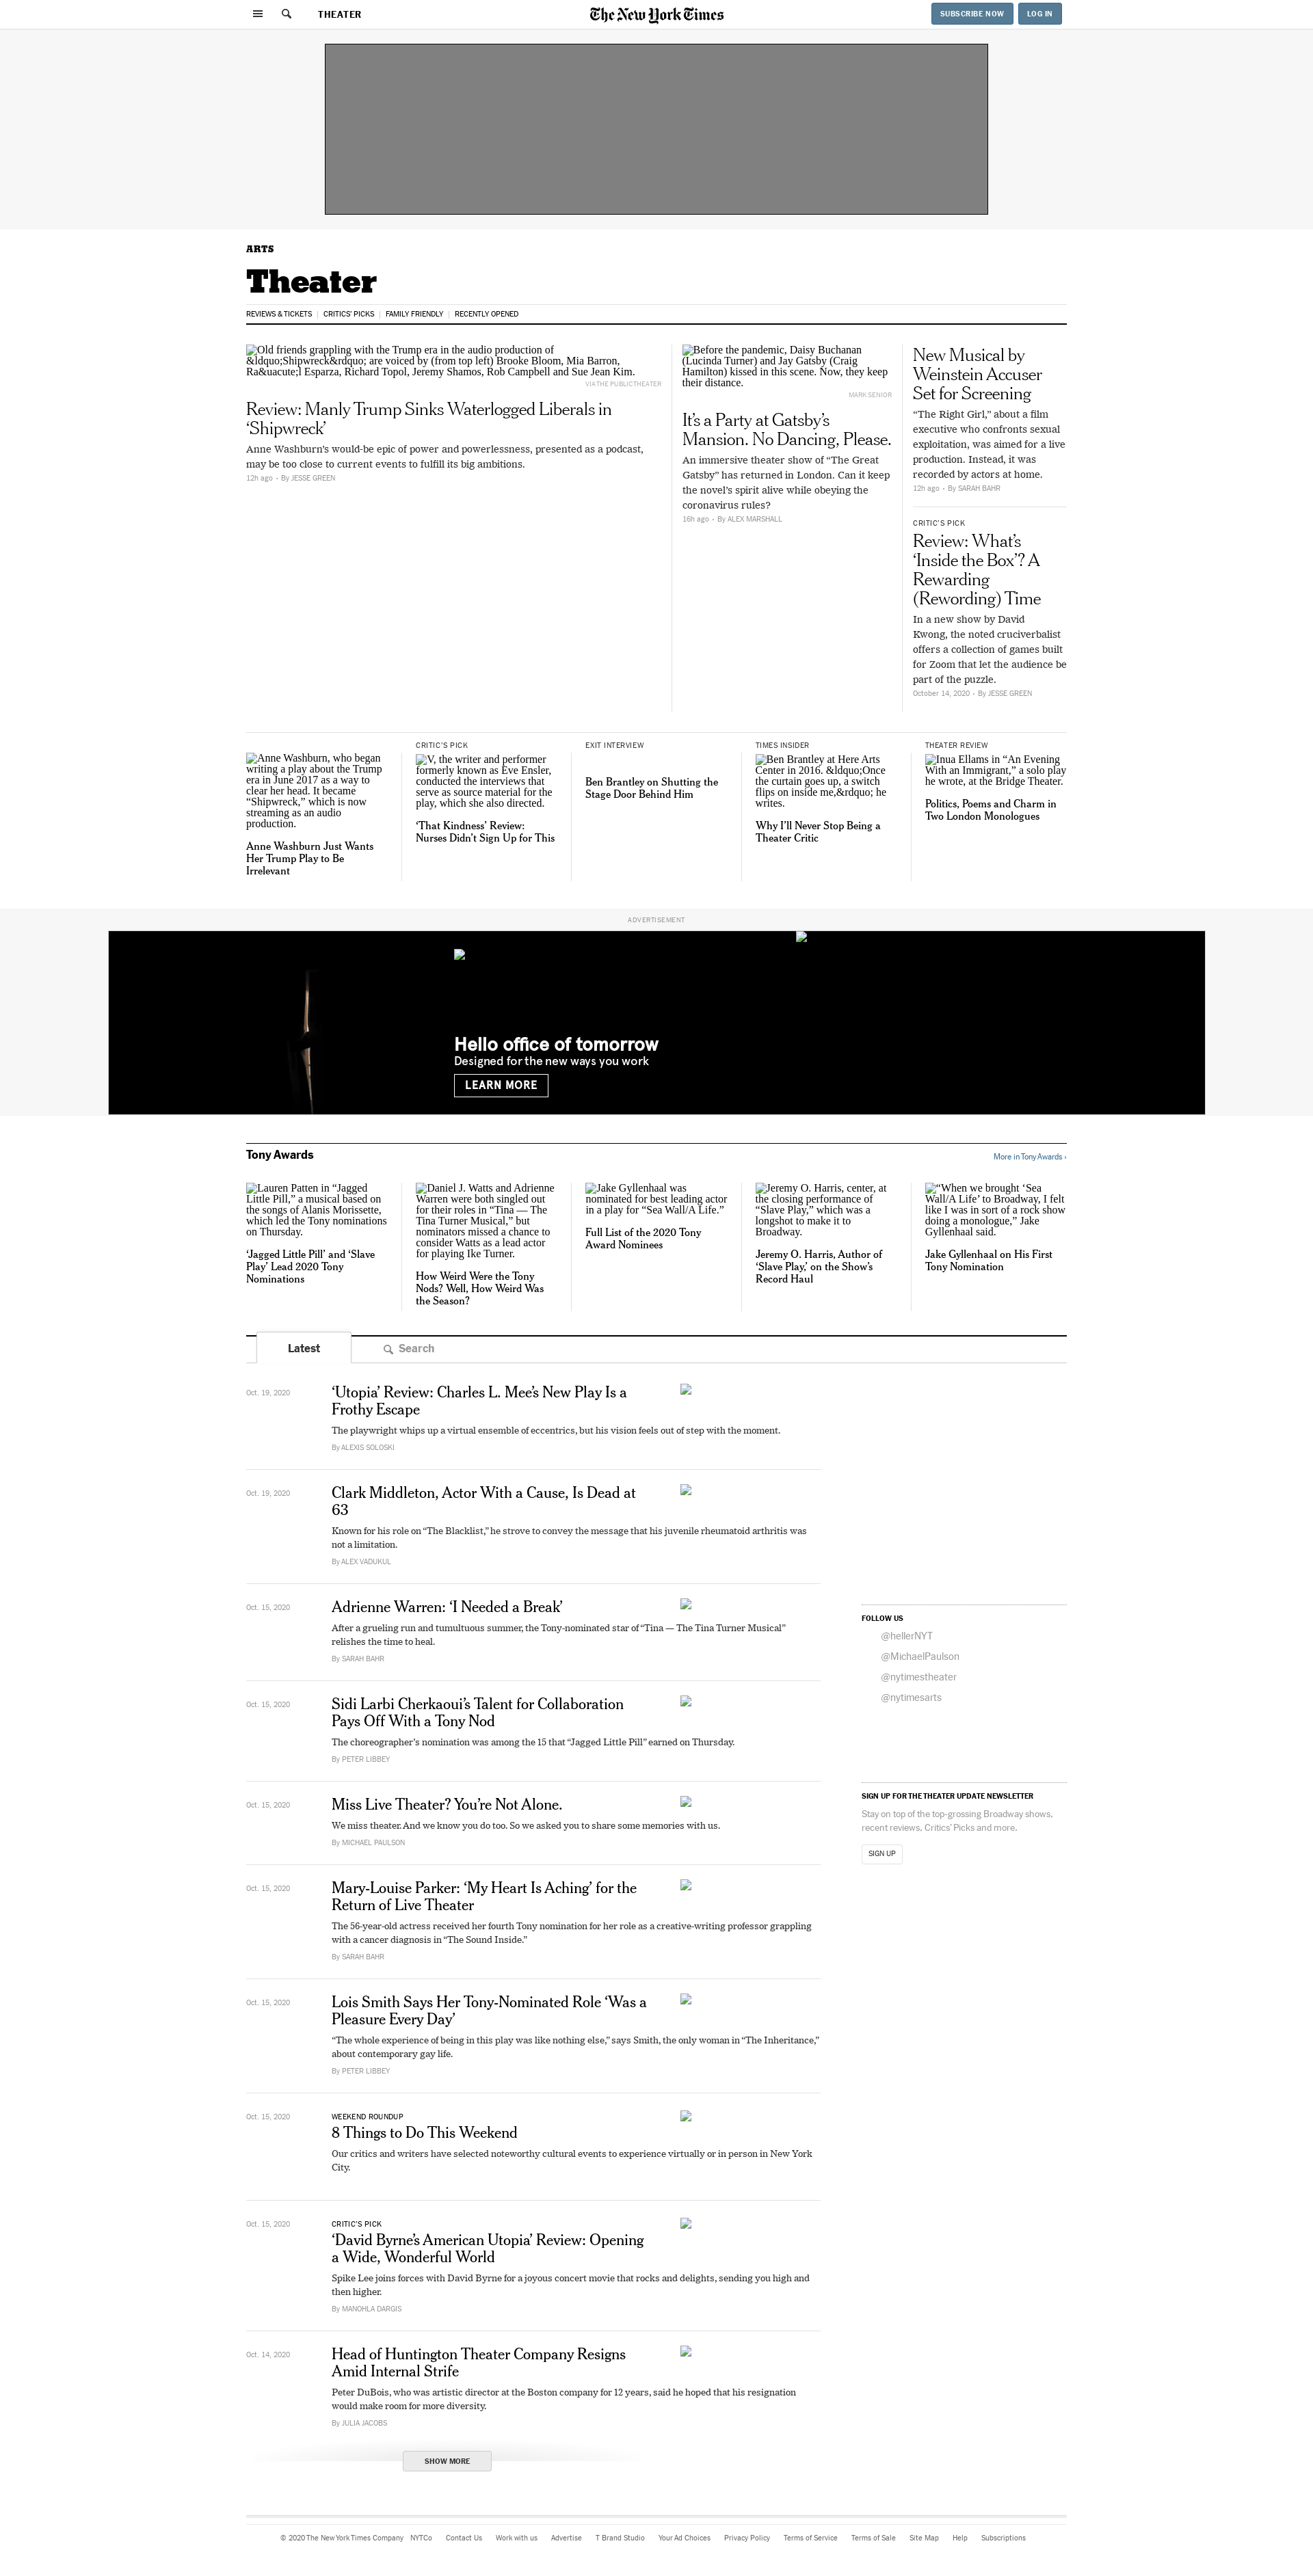 THEATER
The New York Times
SUBSCRIBE NOW
LOG IN
ARTS
Theater
REVIEWS & TICKETS | CRITICS' PICKS | FAMILY FRIENDLY | RECENTLY OPENED
Old friends grappling with the Trump era in the audio production of
&ldquo;Shipwreck&rdquo; are voiced by (from top left) Brooke Bloom, Mia Barron,
Ra&uacute;l Esparza, Richard Topol, Jeremy Shamos, Rob Campbell and Sue Jean Kim.
VIA THE PUBLIC THEATER
Review: Manly Trump Sinks Waterlogged Liberals in
‘Shipwreck’
Anne Washburn’s would-be epic of power and powerlessness, presented as a podcast,
may be too close to current events to fulfill its big ambitions.
12h ago • By JESSE GREEN
Before the pandemic, Daisy Buchanan
(Lucinda Turner) and Jay Gatsby (Craig
Hamilton) kissed in this scene. Now, they keep
their distance.
MARK SENIOR
It’s a Party at Gatsby’s
Mansion. No Dancing, Please.
An immersive theater show of “The Great
Gatsby” has returned in London. Can it keep
the novel’s spirit alive while obeying the
coronavirus rules?
16h ago • By ALEX MARSHALL
New Musical by
Weinstein Accuser
Set for Screening
“The Right Girl,” about a film
executive who confronts sexual
exploitation, was aimed for a live
production. Instead, it was
recorded by actors at home.
12h ago • By SARAH BAHR
CRITIC’S PICK
Review: What’s
‘Inside the Box’? A
Rewarding
(Rewording) Time
In a new show by David
Kwong, the noted cruciverbalist
offers a collection of games built
for Zoom that let the audience be
part of the puzzle.
October 14, 2020 • By JESSE GREEN
Anne Washburn, who began
writing a play about the Trump
era in June 2017 as a way to
clear her head. It became
“Shipwreck,” which is now
streaming as an audio
production.
Anne Washburn Just Wants
Her Trump Play to Be
Irrelevant
CRITIC’S PICK
V, the writer and performer
formerly known as Eve Ensler,
conducted the interviews that
serve as source material for the
play, which she also directed.
‘That Kindness’ Review:
Nurses Didn’t Sign Up for This
EXIT INTERVIEW
Ben Brantley on Shutting the
Stage Door Behind Him
TIMES INSIDER
Ben Brantley at Here Arts
Center in 2016. &ldquo;Once
the curtain goes up, a switch
flips on inside me,&rdquo; he
writes.
Why I’ll Never Stop Being a
Theater Critic
THEATER REVIEW
Inua Ellams in “An Evening
With an Immigrant,” a solo play
he wrote, at the Bridge Theater.
Politics, Poems and Charm in
Two London Monologues
ADVERTISEMENT
Hello office of tomorrow
Designed for the new ways you work
LEARN MORE
Tony Awards
More in Tony Awards ›
Lauren Patten in “Jagged
Little Pill,” a musical based on
the songs of Alanis Morissette,
which led the Tony nominations
on Thursday.
‘Jagged Little Pill’ and ‘Slave
Play’ Lead 2020 Tony
Nominations
Daniel J. Watts and Adrienne
Warren were both singled out
for their roles in “Tina — The
Tina Turner Musical,” but
nominators missed a chance to
consider Watts as a lead actor
for playing Ike Turner.
How Weird Were the Tony
Nods? Well, How Weird Was
the Season?
Jake Gyllenhaal was
nominated for best leading actor
in a play for “Sea Wall/A Life.”
Full List of the 2020 Tony
Award Nominees
Jeremy O. Harris, center, at
the closing performance of
“Slave Play,” which was a
longshot to make it to
Broadway.
Jeremy O. Harris, Author of
‘Slave Play,’ on the Show’s
Record Haul
“When we brought ‘Sea
Wall/A Life’ to Broadway, I felt
like I was in sort of a rock show
doing a monologue,” Jake
Gyllenhaal said.
Jake Gyllenhaal on His First
Tony Nomination
Latest
Search
Oct. 19, 2020
‘Utopia’ Review: Charles L. Mee’s New Play Is a
Frothy Escape
The playwright whips up a virtual ensemble of eccentrics, but his vision feels out of step with the moment.
By ALEXIS SOLOSKI
Oct. 19, 2020
Clark Middleton, Actor With a Cause, Is Dead at
63
Known for his role on “The Blacklist,” he strove to convey the message that his juvenile rheumatoid arthritis was
not a limitation.
By ALEX VADUKUL
Oct. 15, 2020
Adrienne Warren: ‘I Needed a Break’
After a grueling run and tumultuous summer, the Tony-nominated star of “Tina — The Tina Turner Musical”
relishes the time to heal.
By SARAH BAHR
Oct. 15, 2020
Sidi Larbi Cherkaoui’s Talent for Collaboration
Pays Off With a Tony Nod
The choreographer’s nomination was among the 15 that “Jagged Little Pill” earned on Thursday.
By PETER LIBBEY
Oct. 15, 2020
Miss Live Theater? You’re Not Alone.
We miss theater. And we know you do too. So we asked you to share some memories with us.
By MICHAEL PAULSON
Oct. 15, 2020
Mary-Louise Parker: ‘My Heart Is Aching’ for the
Return of Live Theater
The 56-year-old actress received her fourth Tony nomination for her role as a creative-writing professor grappling
with a cancer diagnosis in “The Sound Inside.”
By SARAH BAHR
Oct. 15, 2020
Lois Smith Says Her Tony-Nominated Role ‘Was a
Pleasure Every Day’
“The whole experience of being in this play was like nothing else,” says Smith, the only woman in “The Inheritance,”
about contemporary gay life.
By PETER LIBBEY
Oct. 15, 2020
WEEKEND ROUNDUP
8 Things to Do This Weekend
Our critics and writers have selected noteworthy cultural events to experience virtually or in person in New York
City.
Oct. 15, 2020
CRITIC’S PICK
‘David Byrne’s American Utopia’ Review: Opening
a Wide, Wonderful World
Spike Lee joins forces with David Byrne for a joyous concert movie that rocks and delights, sending you high and
then higher.
By MANOHLA DARGIS
Oct. 14, 2020
Head of Huntington Theater Company Resigns
Amid Internal Strife
Peter DuBois, who was artistic director at the Boston company for 12 years, said he hoped that his resignation
would make room for more diversity.
By JULIA JACOBS
SHOW MORE
FOLLOW US
@hellerNYT
@MichaelPaulson
@nytimestheater
@nytimesarts
SIGN UP FOR THE THEATER UPDATE NEWSLETTER
Stay on top of the top-grossing Broadway shows,
recent reviews, Critics’ Picks and more.
SIGN UP
© 2020 The New York Times Company NYTCo Contact Us Work with us Advertise T Brand Studio Your Ad Choices Privacy Policy Terms of Service Terms of Sale Site Map Help Subscriptions